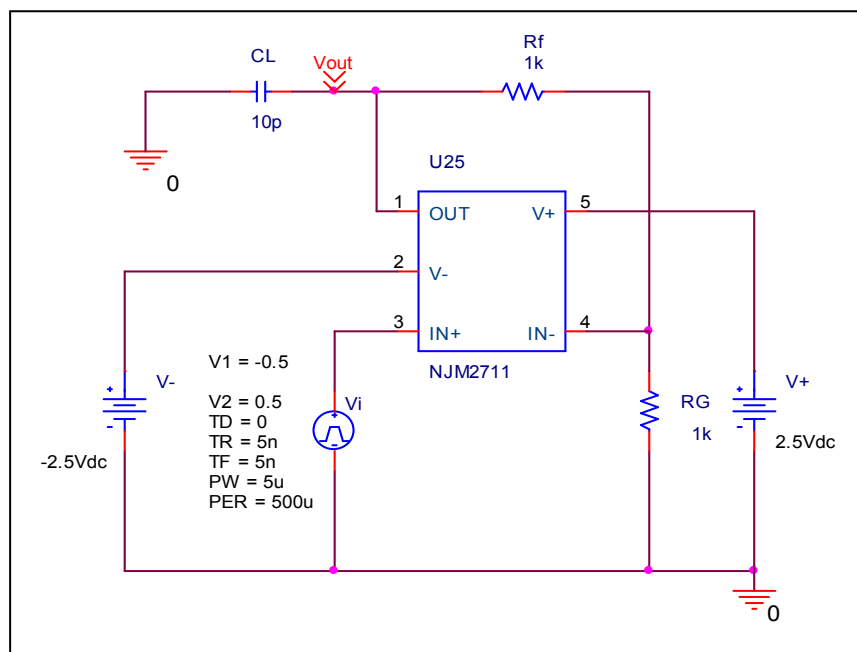 CL
Vout
Rf
1k
10p
0
U25
1
OUT
V+
5
2
V-
3
IN+
IN-
4
NJM2711
V1 = -0.5
V2 = 0.5
TD = 0
TR = 5n
TF = 5n
PW = 5u
PER = 500u
V-
+
-
-2.5Vdc
Vi
+
-
RG
1k
V+
+
-
2.5Vdc
0